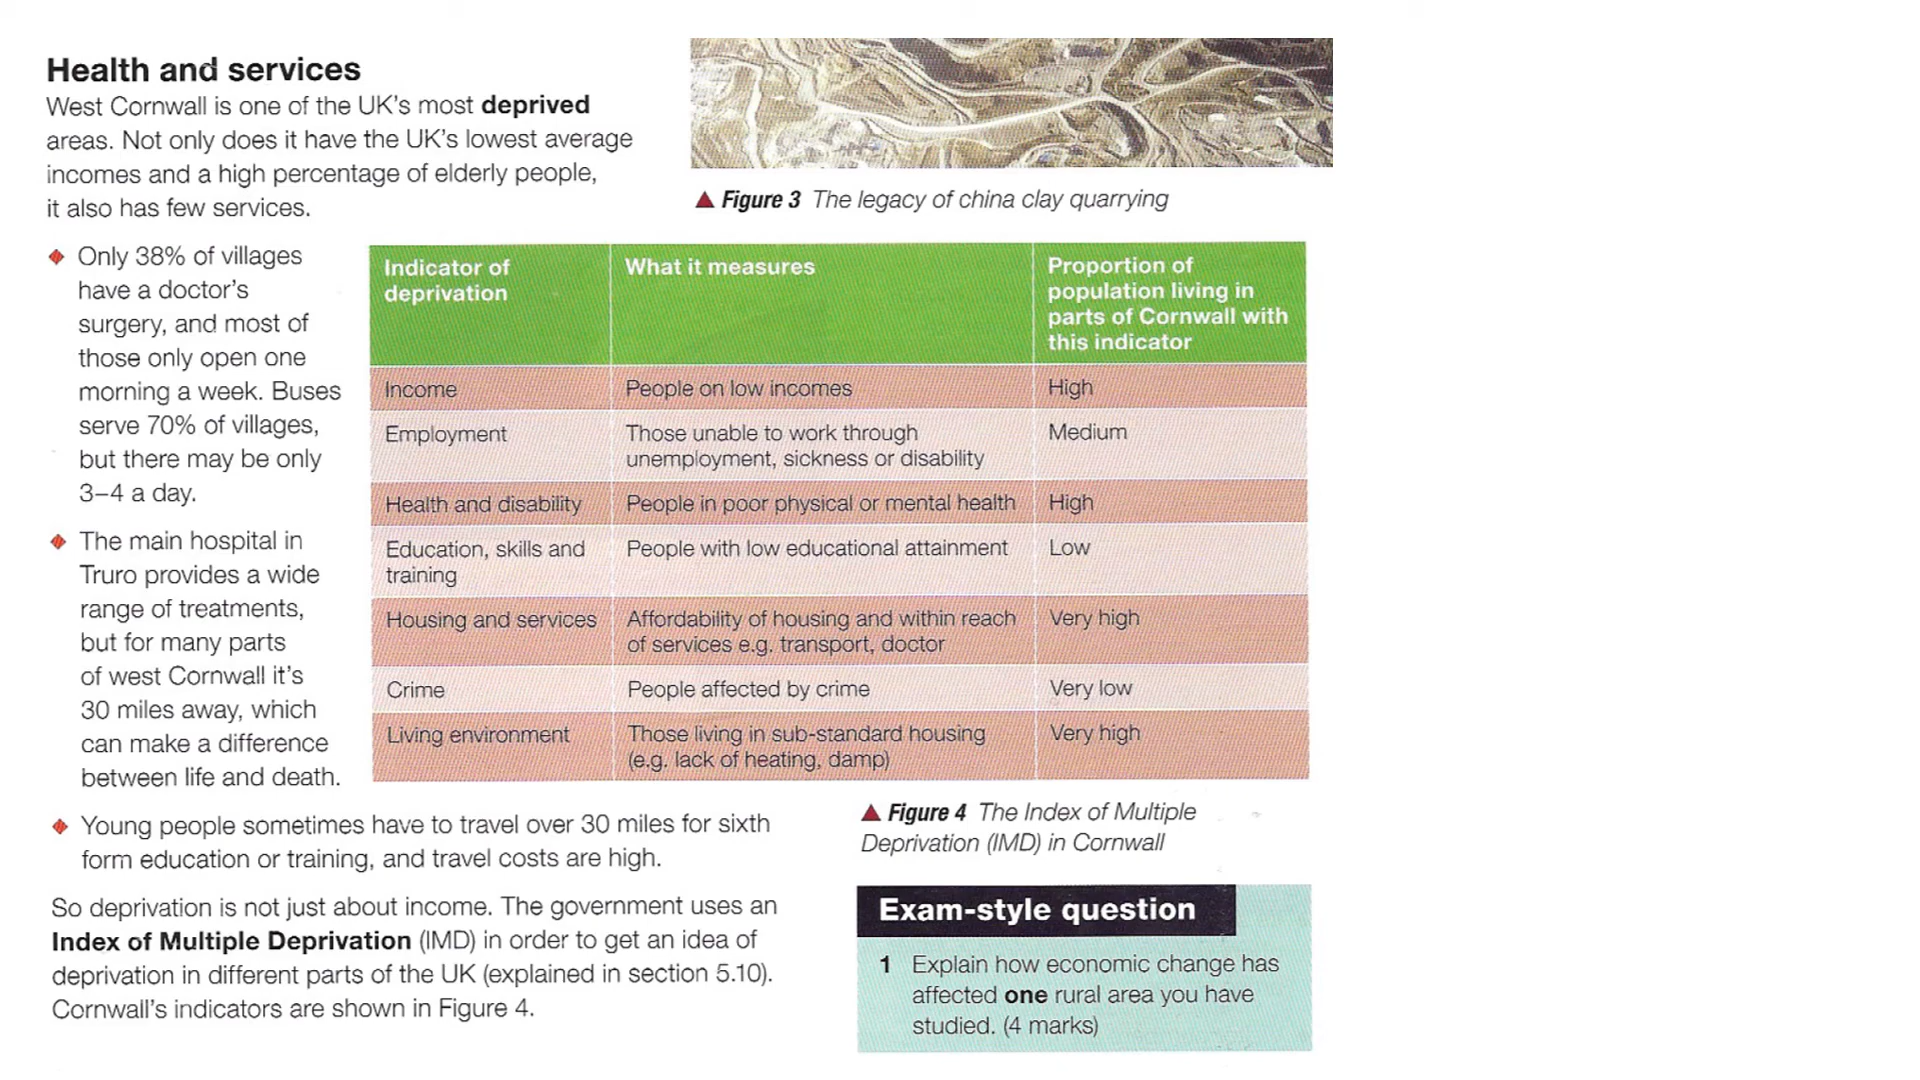 Health and services
West Cornwall is one of the UK's most deprived
areas. Not only does it have the UK's lowest average
incomes and a high percentage of elderly people,
it also has few services.
Only 38% of villages
have a doctor's
surgery, and most of
those only open one
morning a week. Buses
serve 70% of villages,
but there may be only
3–4 a day.
The main hospital in
Truro provides a wide
range of treatments,
but for many parts
of west Cornwall it's
30 miles away, which
can make a difference
between life and death.
Young people sometimes have to travel over 30 miles for sixth
form education or training, and travel costs are high.
So deprivation is not just about income. The government uses an
Index of Multiple Deprivation (IMD) in order to get an idea of
deprivation in different parts of the UK (explained in section 5.10).
Cornwall's indicators are shown in Figure 4.
▲ Figure 3 The legacy of china clay quarrying
Indicator of
deprivation
What it measures
Proportion of
population living in
parts of Cornwall with
this indicator
Income
People on low incomes
High
Employment
Those unable to work through
unemployment, sickness or disability
Medium
Health and disability
People in poor physical or mental health
High
Education, skills and
training
People with low educational attainment
Low
Housing and services
Affordability of housing and within reach
of services e.g. transport, doctor
Very high
Crime
People affected by crime
Very low
Living environment
Those living in sub-standard housing
(e.g. lack of heating, damp)
Very high
▲ Figure 4 The Index of Multiple
Deprivation (IMD) in Cornwall
Exam-style question
1 Explain how economic change has
affected one rural area you have
studied. (4 marks)